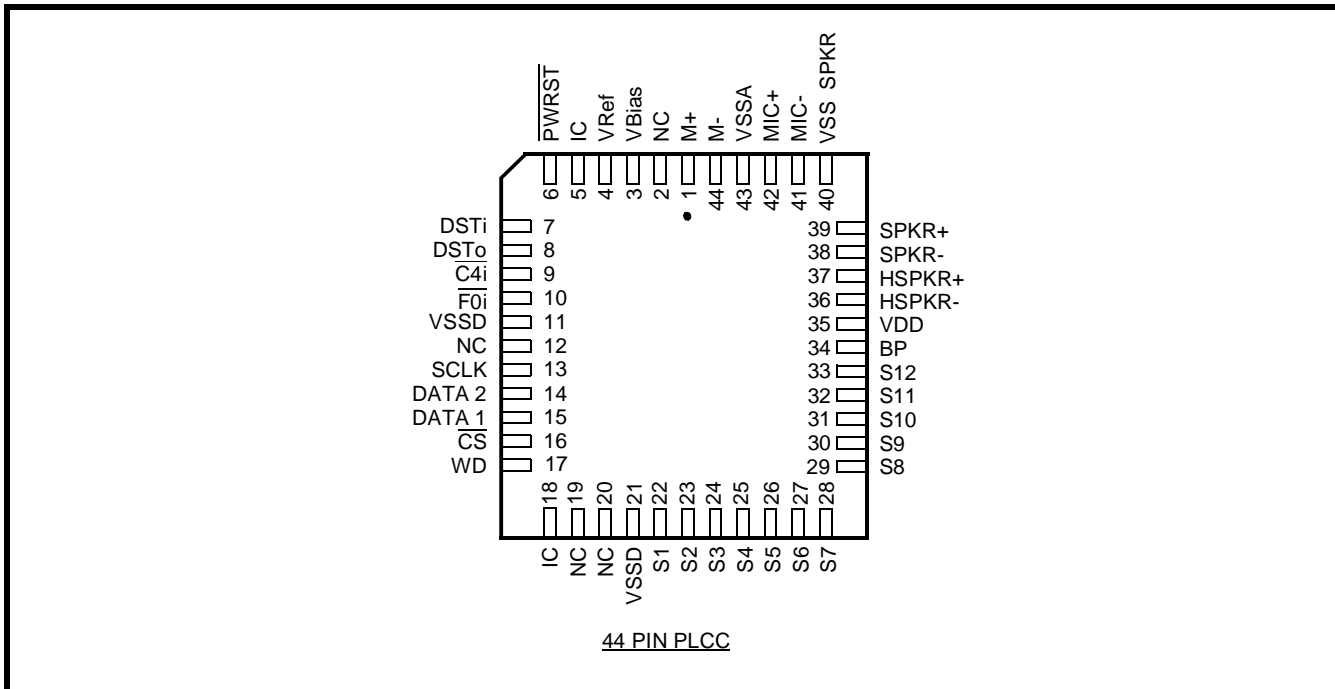 PWRST
IC
VRef
VBias
NC
M+
M-
VSSA
MIC+
MIC-
VSS SPKR
6
5
4
3
2
1
44
43
42
41
40
DSTi 7
DSTo 8
C4i 9
F0i 10
VSSD 11
NC 12
SCLK 13
DATA 2 14
DATA 1 15
CS 16
WD 17
39 SPKR+
38 SPKR-
37 HSPKR+
36 HSPKR-
35 VDD
34 BP
33 S12
32 S11
31 S10
30 S9
29 S8
18
19
20
21
22
23
24
25
26
27
28
IC
NC
NC
VSSD
S1
S2
S3
S4
S5
S6
S7
44 PIN PLCC